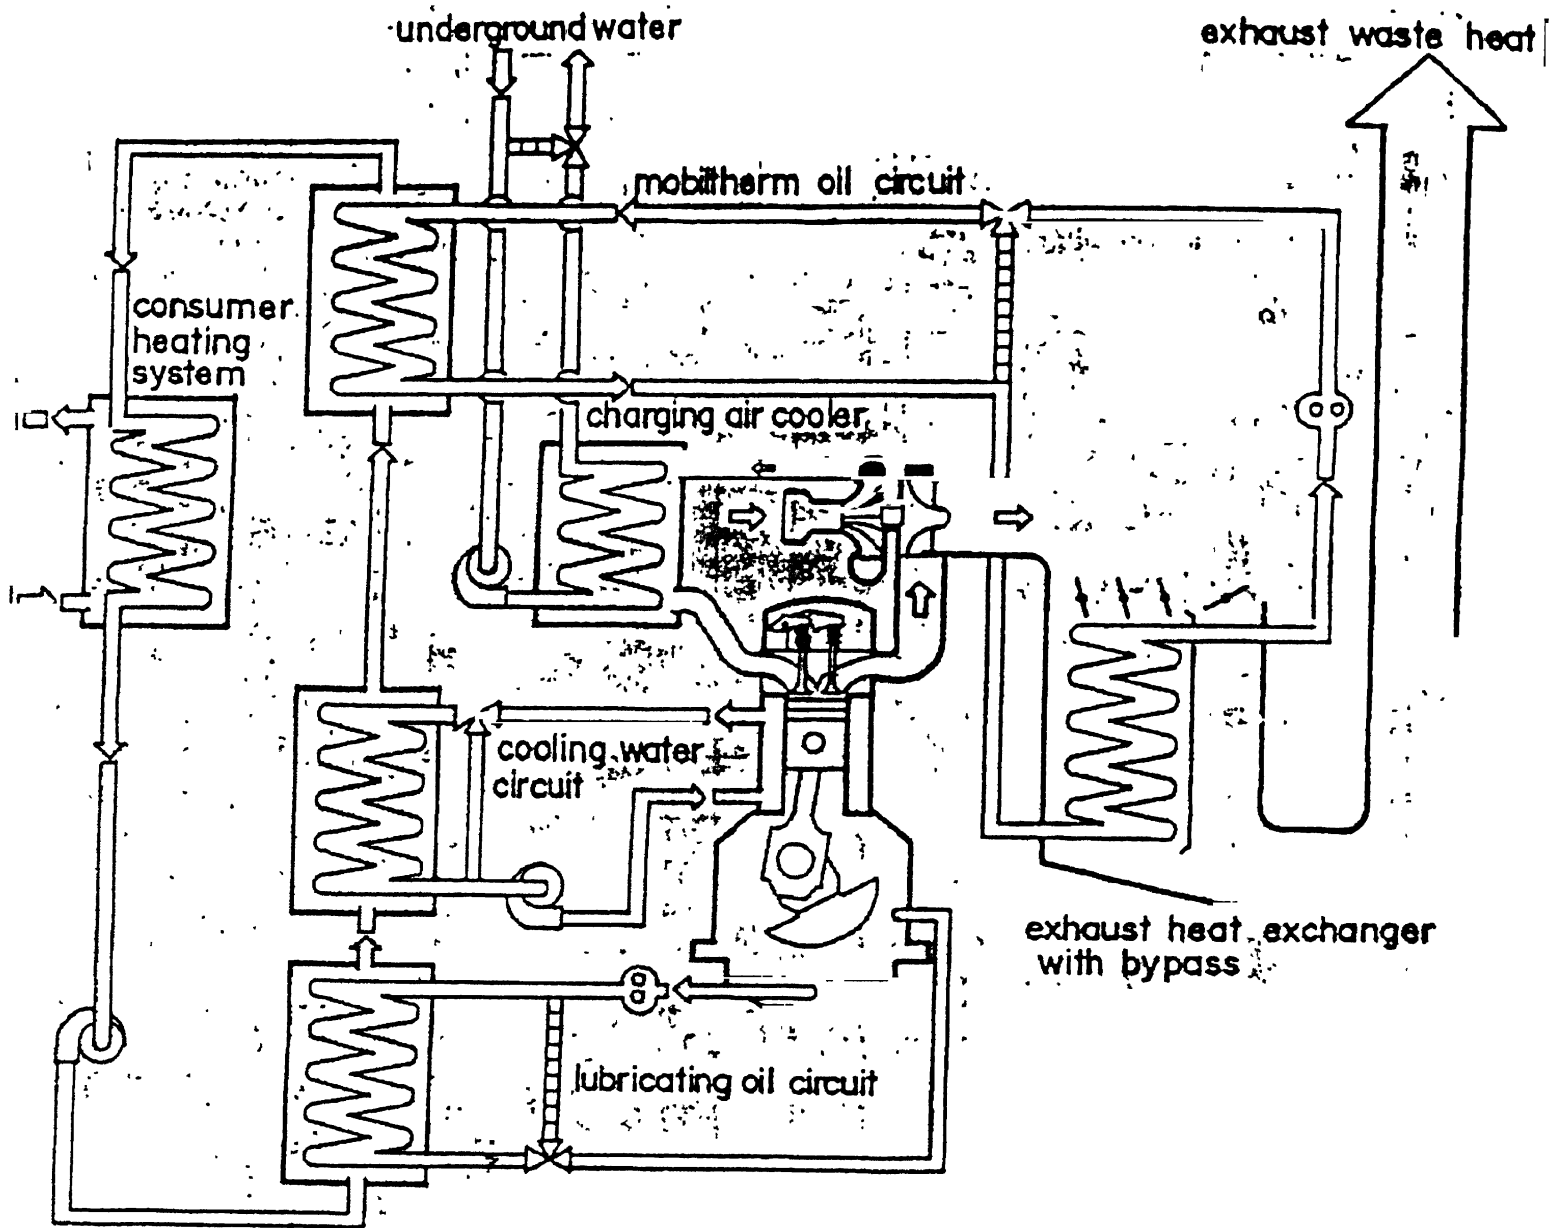 underground water
exhaust waste heat
mobiltherm oil circuit
consumer
heating
system
charging air cooler
cooling water
circuit
exhaust heat exchanger
with bypass
lubricating oil circuit